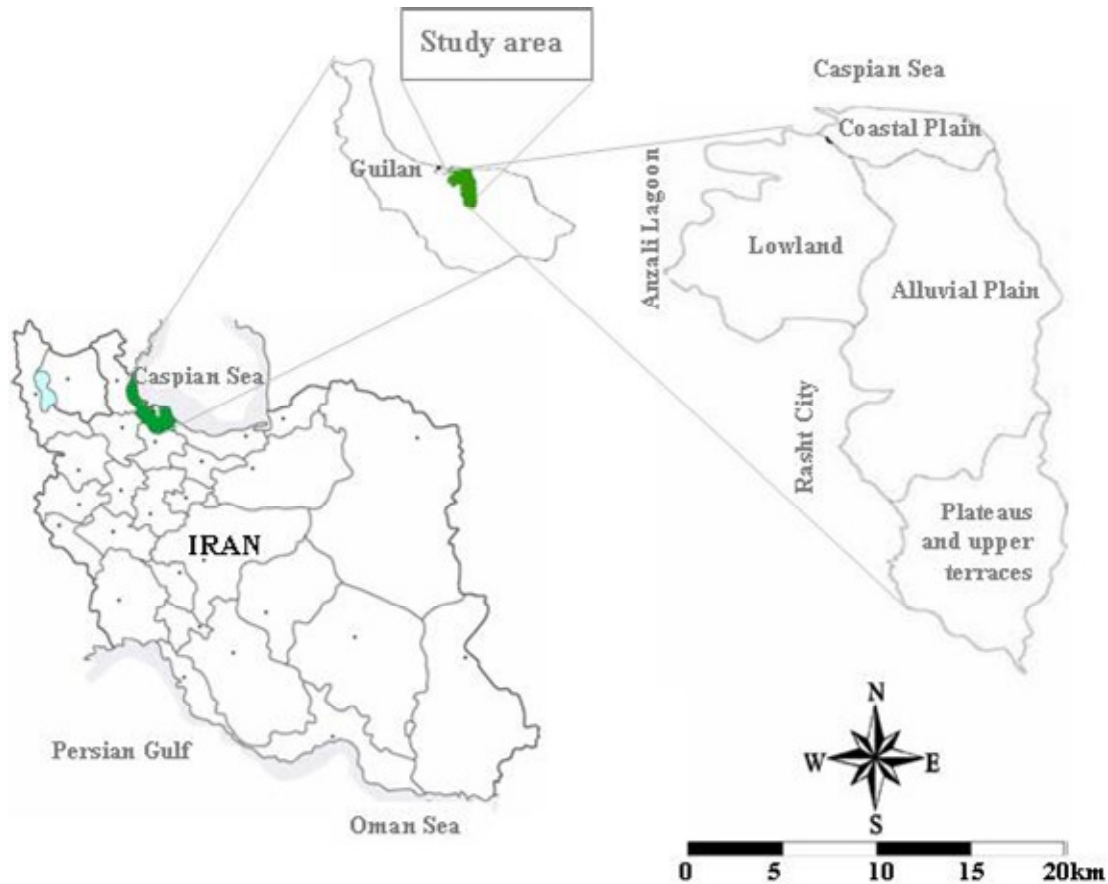 Study area
Caspian Sea
Coastal Plain
Guilan
Anzali Lagoon
Lowland
Alluvial Plain
Caspian Sea
Rasht City
IRAN
Plateaus
and upper
terraces
Persian Gulf
Oman Sea
N
W
E
S
0 5 10 15 20km